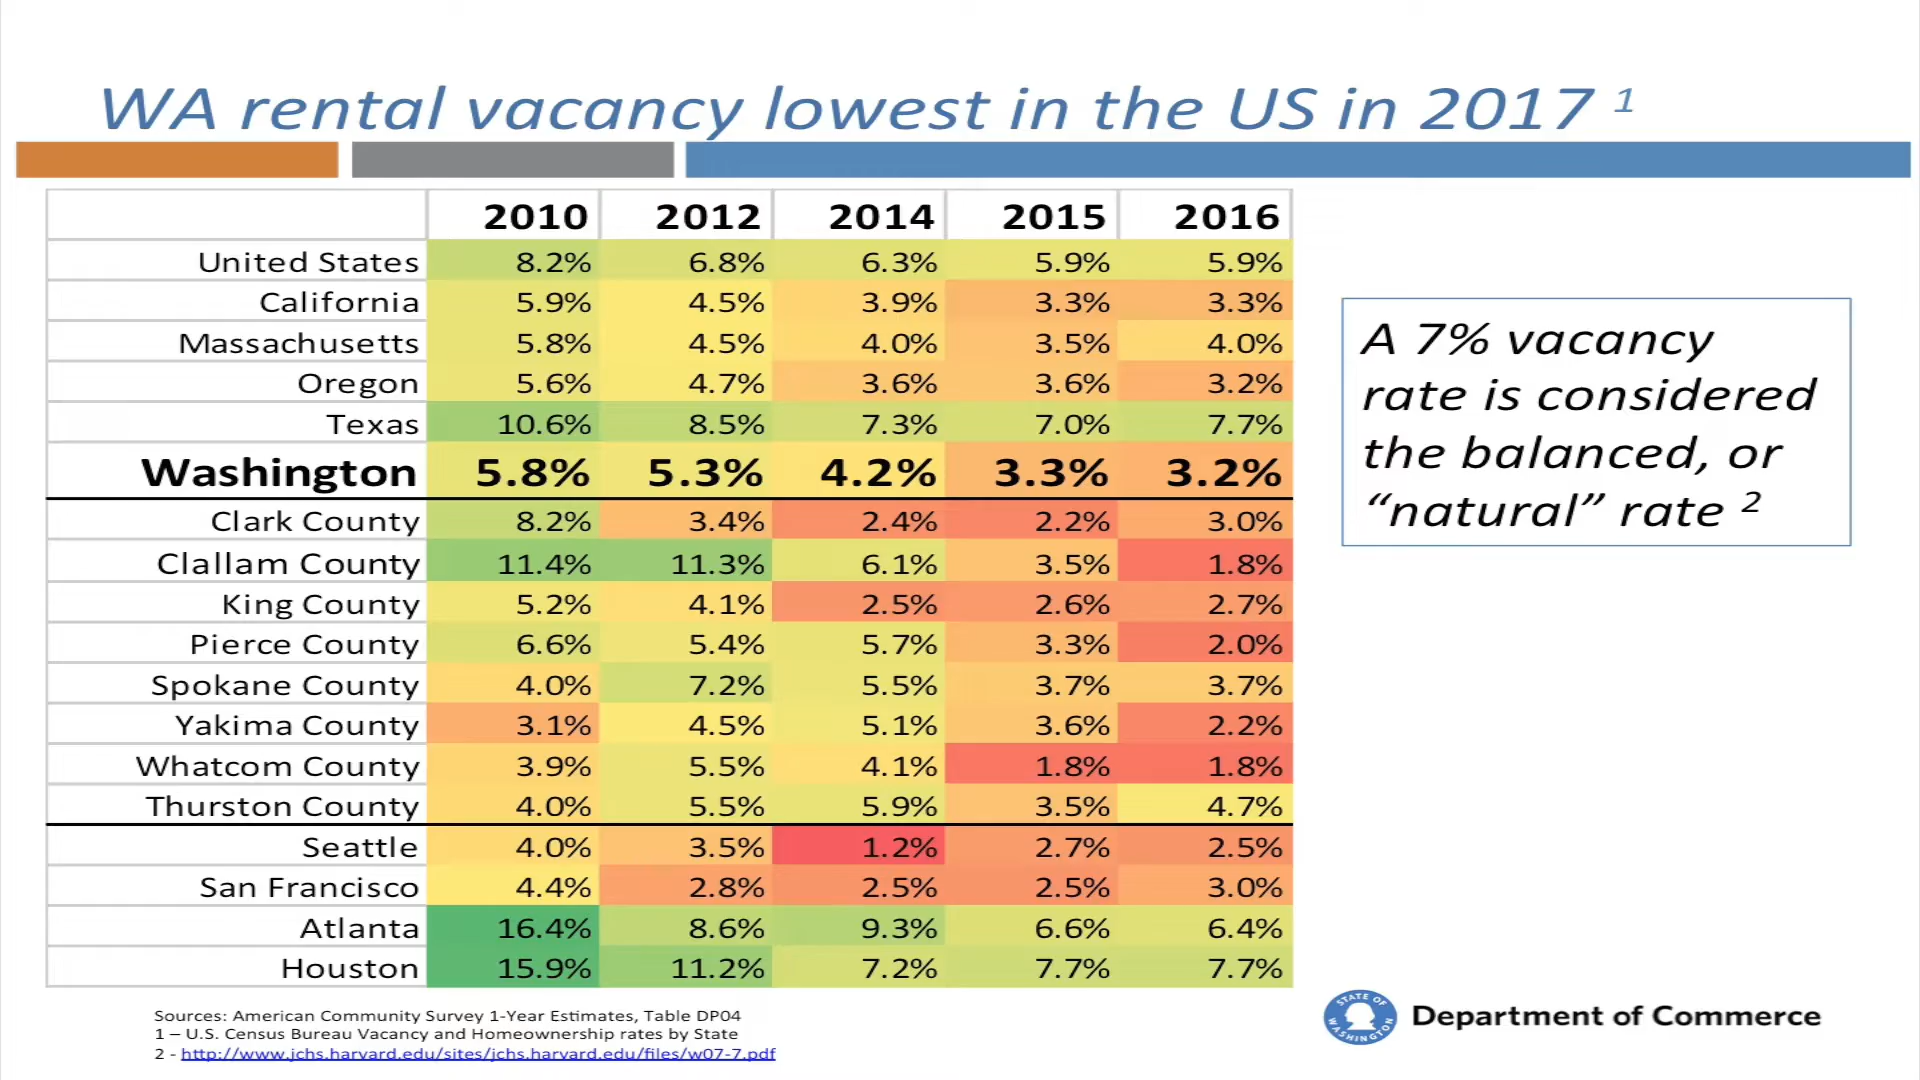 WA rental vacancy lowest in the US in 2017 1
2010 2012 2014 2015 2016
United States 8.2% 6.8% 6.3% 5.9% 5.9%
California 5.9% 4.5% 3.9% 3.3% 3.3%
Massachusetts 5.8% 4.5% 4.0% 3.5% 4.0%
Oregon 5.6% 4.7% 3.6% 3.6% 3.2%
Texas 10.6% 8.5% 7.3% 7.0% 7.7%
Washington 5.8% 5.3% 4.2% 3.3% 3.2%
Clark County 8.2% 3.4% 2.4% 2.2% 3.0%
Clallam County 11.4% 11.3% 6.1% 3.5% 1.8%
King County 5.2% 4.1% 2.5% 2.6% 2.7%
Pierce County 6.6% 5.4% 5.7% 3.3% 2.0%
Spokane County 4.0% 7.2% 5.5% 3.7% 3.7%
Yakima County 3.1% 4.5% 5.1% 3.6% 2.2%
Whatcom County 3.9% 5.5% 4.1% 1.8% 1.8%
Thurston County 4.0% 5.5% 5.9% 3.5% 4.7%
Seattle 4.0% 3.5% 1.2% 2.7% 2.5%
San Francisco 4.4% 2.8% 2.5% 2.5% 3.0%
Atlanta 16.4% 8.6% 9.3% 6.6% 6.4%
Houston 15.9% 11.2% 7.2% 7.7% 7.7%
A 7% vacancy
rate is considered
the balanced, or
“natural” rate 2
Sources: American Community Survey 1-Year Estimates, Table DP04
1 – U.S. Census Bureau Vacancy and Homeownership rates by State
2 - http://www.jchs.harvard.edu/sites/jchs.harvard.edu/files/w07-7.pdf
STATE OF
WASHINGTON
Department of Commerce